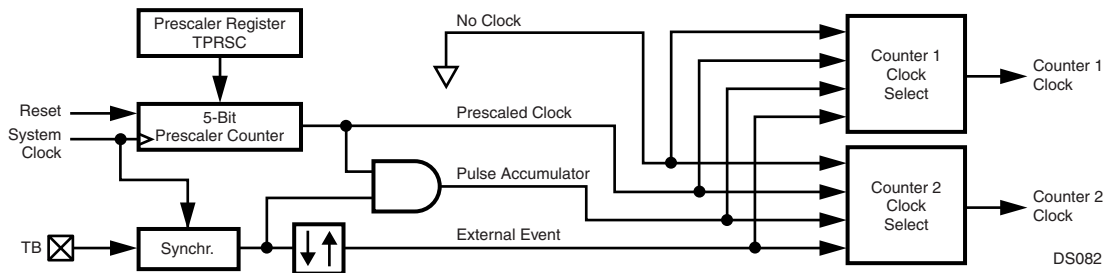 Prescaler Register
TPRSC
No Clock
Counter 1
Clock
Select
Counter 1
Clock
Reset
System
Clock
5-Bit
Prescaler Counter
Prescaled Clock
Pulse Accumulator
Counter 2
Clock
Select
Counter 2
Clock
TB
Synchr.
External Event
DS082